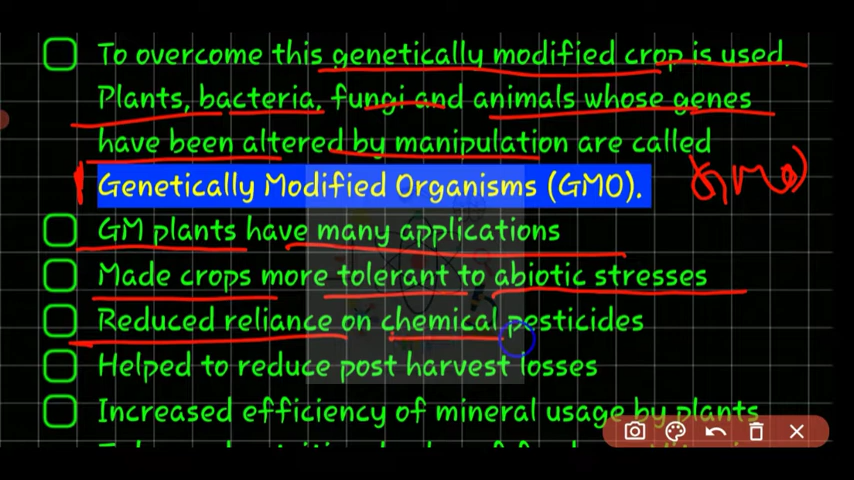 To overcome this genetically modified crop is used.
Plants, bacteria, fungi and animals whose genes
have been altered by manipulation are called
Genetically Modified Organisms (GMO).
GMO
GM plants have many applications
Made crops more tolerant to abiotic stresses
Reduced reliance on chemical pesticides
Helped to reduce post harvest losses
Increased efficiency of mineral usage by plants